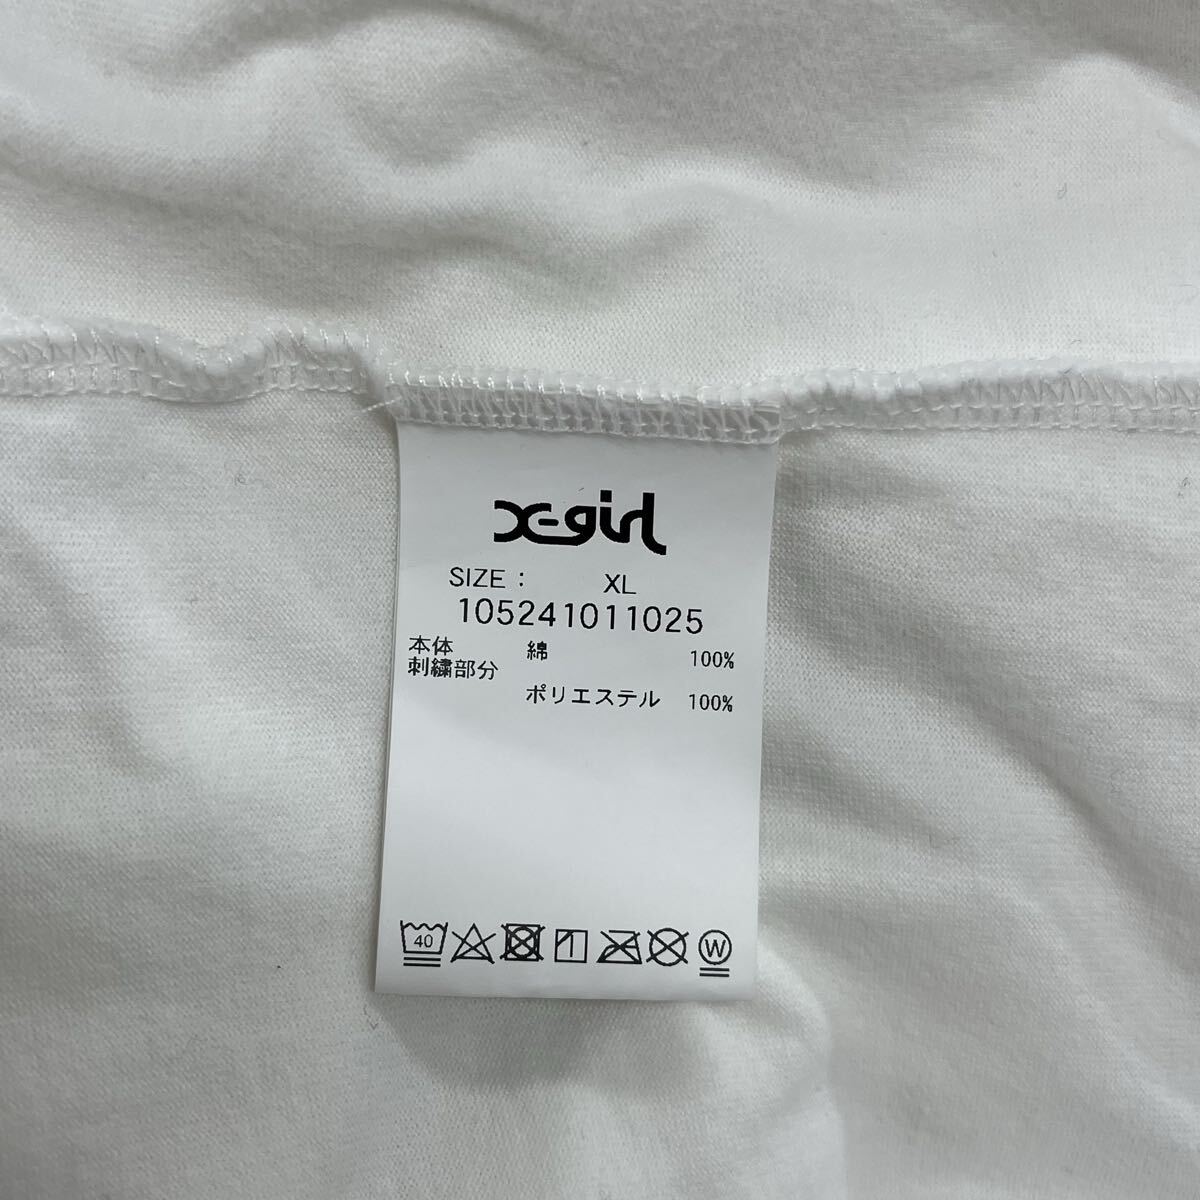 X-girl
SIZE : XL
105241011025
本体 綿 100%
刺繍部分
ポリエステル 100%
40 W